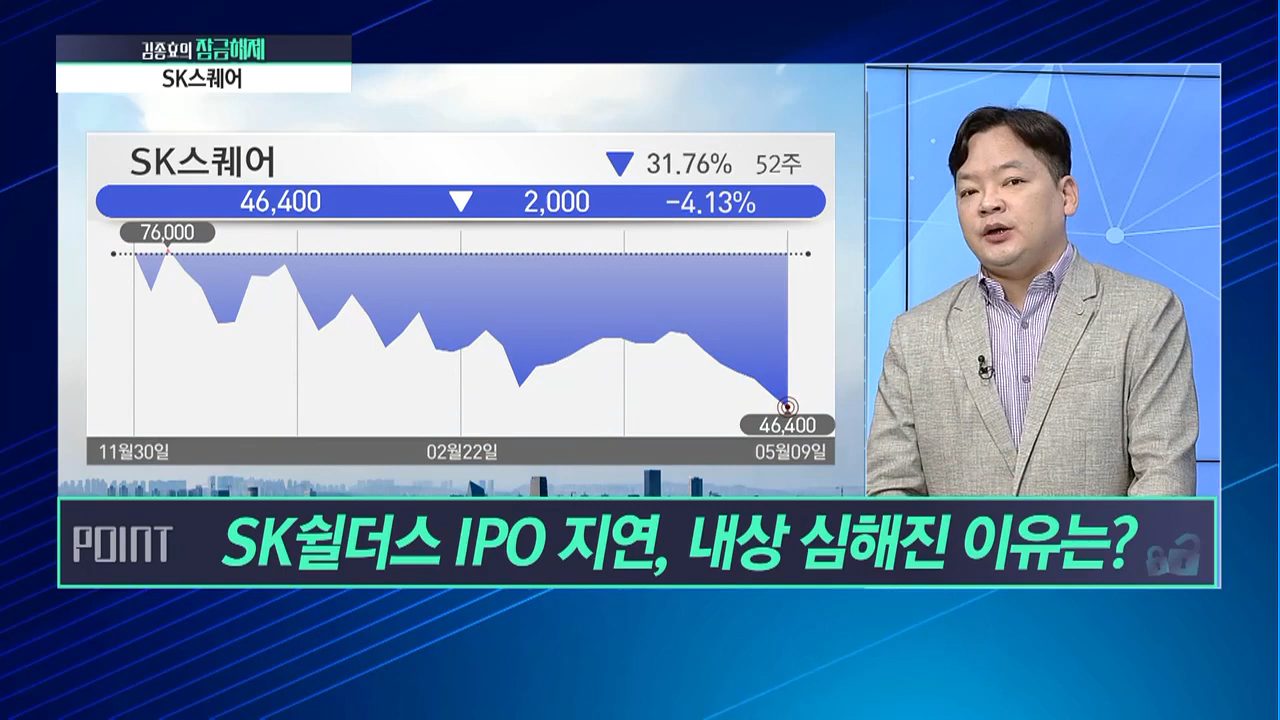 김종효의 잠금해제
SK스퀘어
SK스퀘어
▼ 31.76% 52주
46,400 ▼ 2,000 -4.13%
76,000
46,400
11월30일 02월22일 05월09일
POINT SK쉴더스 IPO 지연, 내상 심해진 이유는?